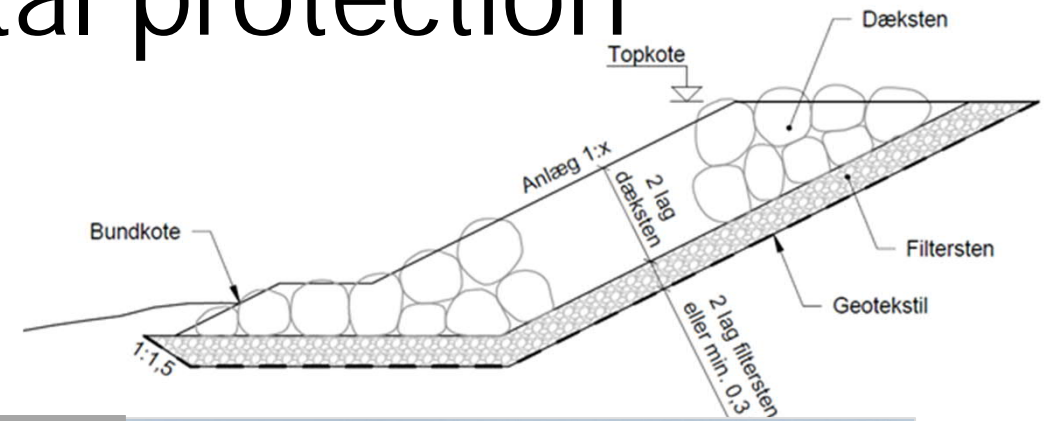 tal protection
Dæksten
Topkote
Anlæg 1:x
2 lag
dæksten
Bundkote
Filtersten
Geotekstil
2 lag filtersten
eller min. 0,3
1:1,5